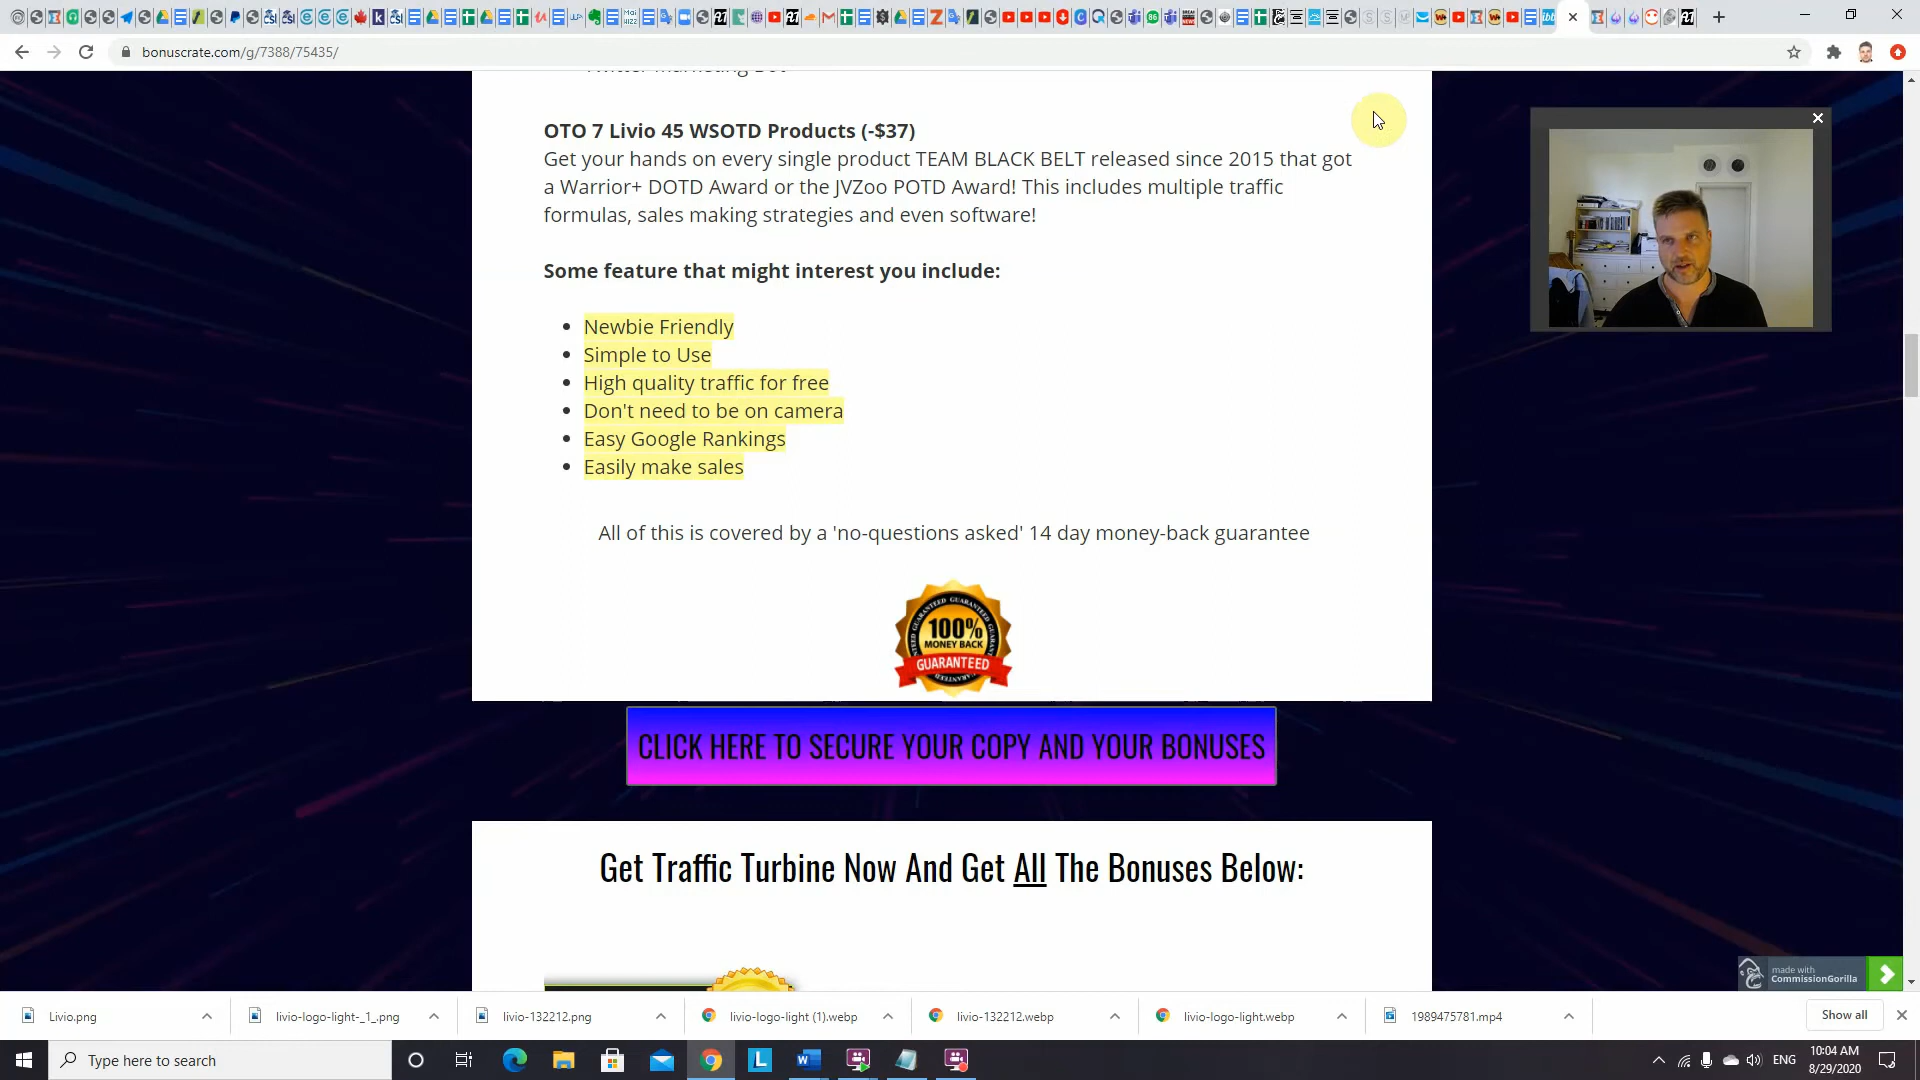 bonuscrate.com/g/7388/75435/
OTO 7 Livio 45 WSOTD Products (-$37)
Get your hands on every single product TEAM BLACK BELT released since 2015 that got
a Warrior+ DOTD Award or the JVZoo POTD Award! This includes multiple traffic
formulas, sales making strategies and even software!
Some feature that might interest you include:
Newbie Friendly
Simple to Use
High quality traffic for free
Don't need to be on camera
Easy Google Rankings
Easily make sales
All of this is covered by a 'no-questions asked' 14 day money-back guarantee
100%
MONEY BACK
GUARANTEED
CLICK HERE TO SECURE YOUR COPY AND YOUR BONUSES
Get Traffic Turbine Now And Get All The Bonuses Below:
made with
CommissionGorilla
Livio.png
livio-logo-light-_1_.png
livio-132212.png
livio-logo-light (1).webp
livio-132212.webp
livio-logo-light.webp
1989475781.mp4
Show all
Type here to search
ENG
10:04 AM
8/29/2020